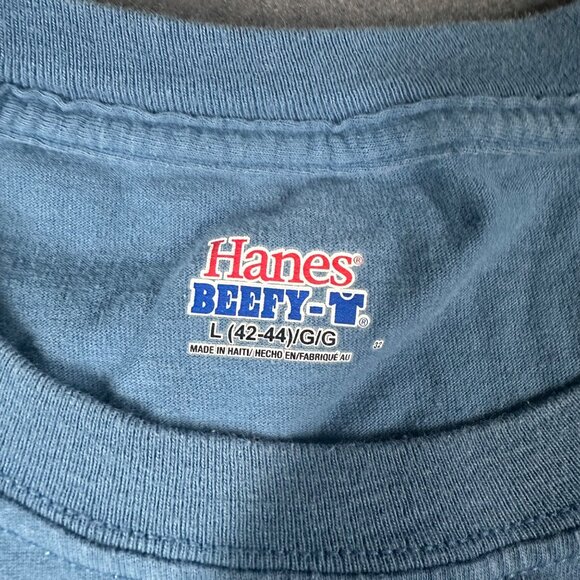 Hanes®
BEEFY-T®
L (42-44)/G/G
MADE IN HAITI/ HECHO EN/FABRIQUÉ AU